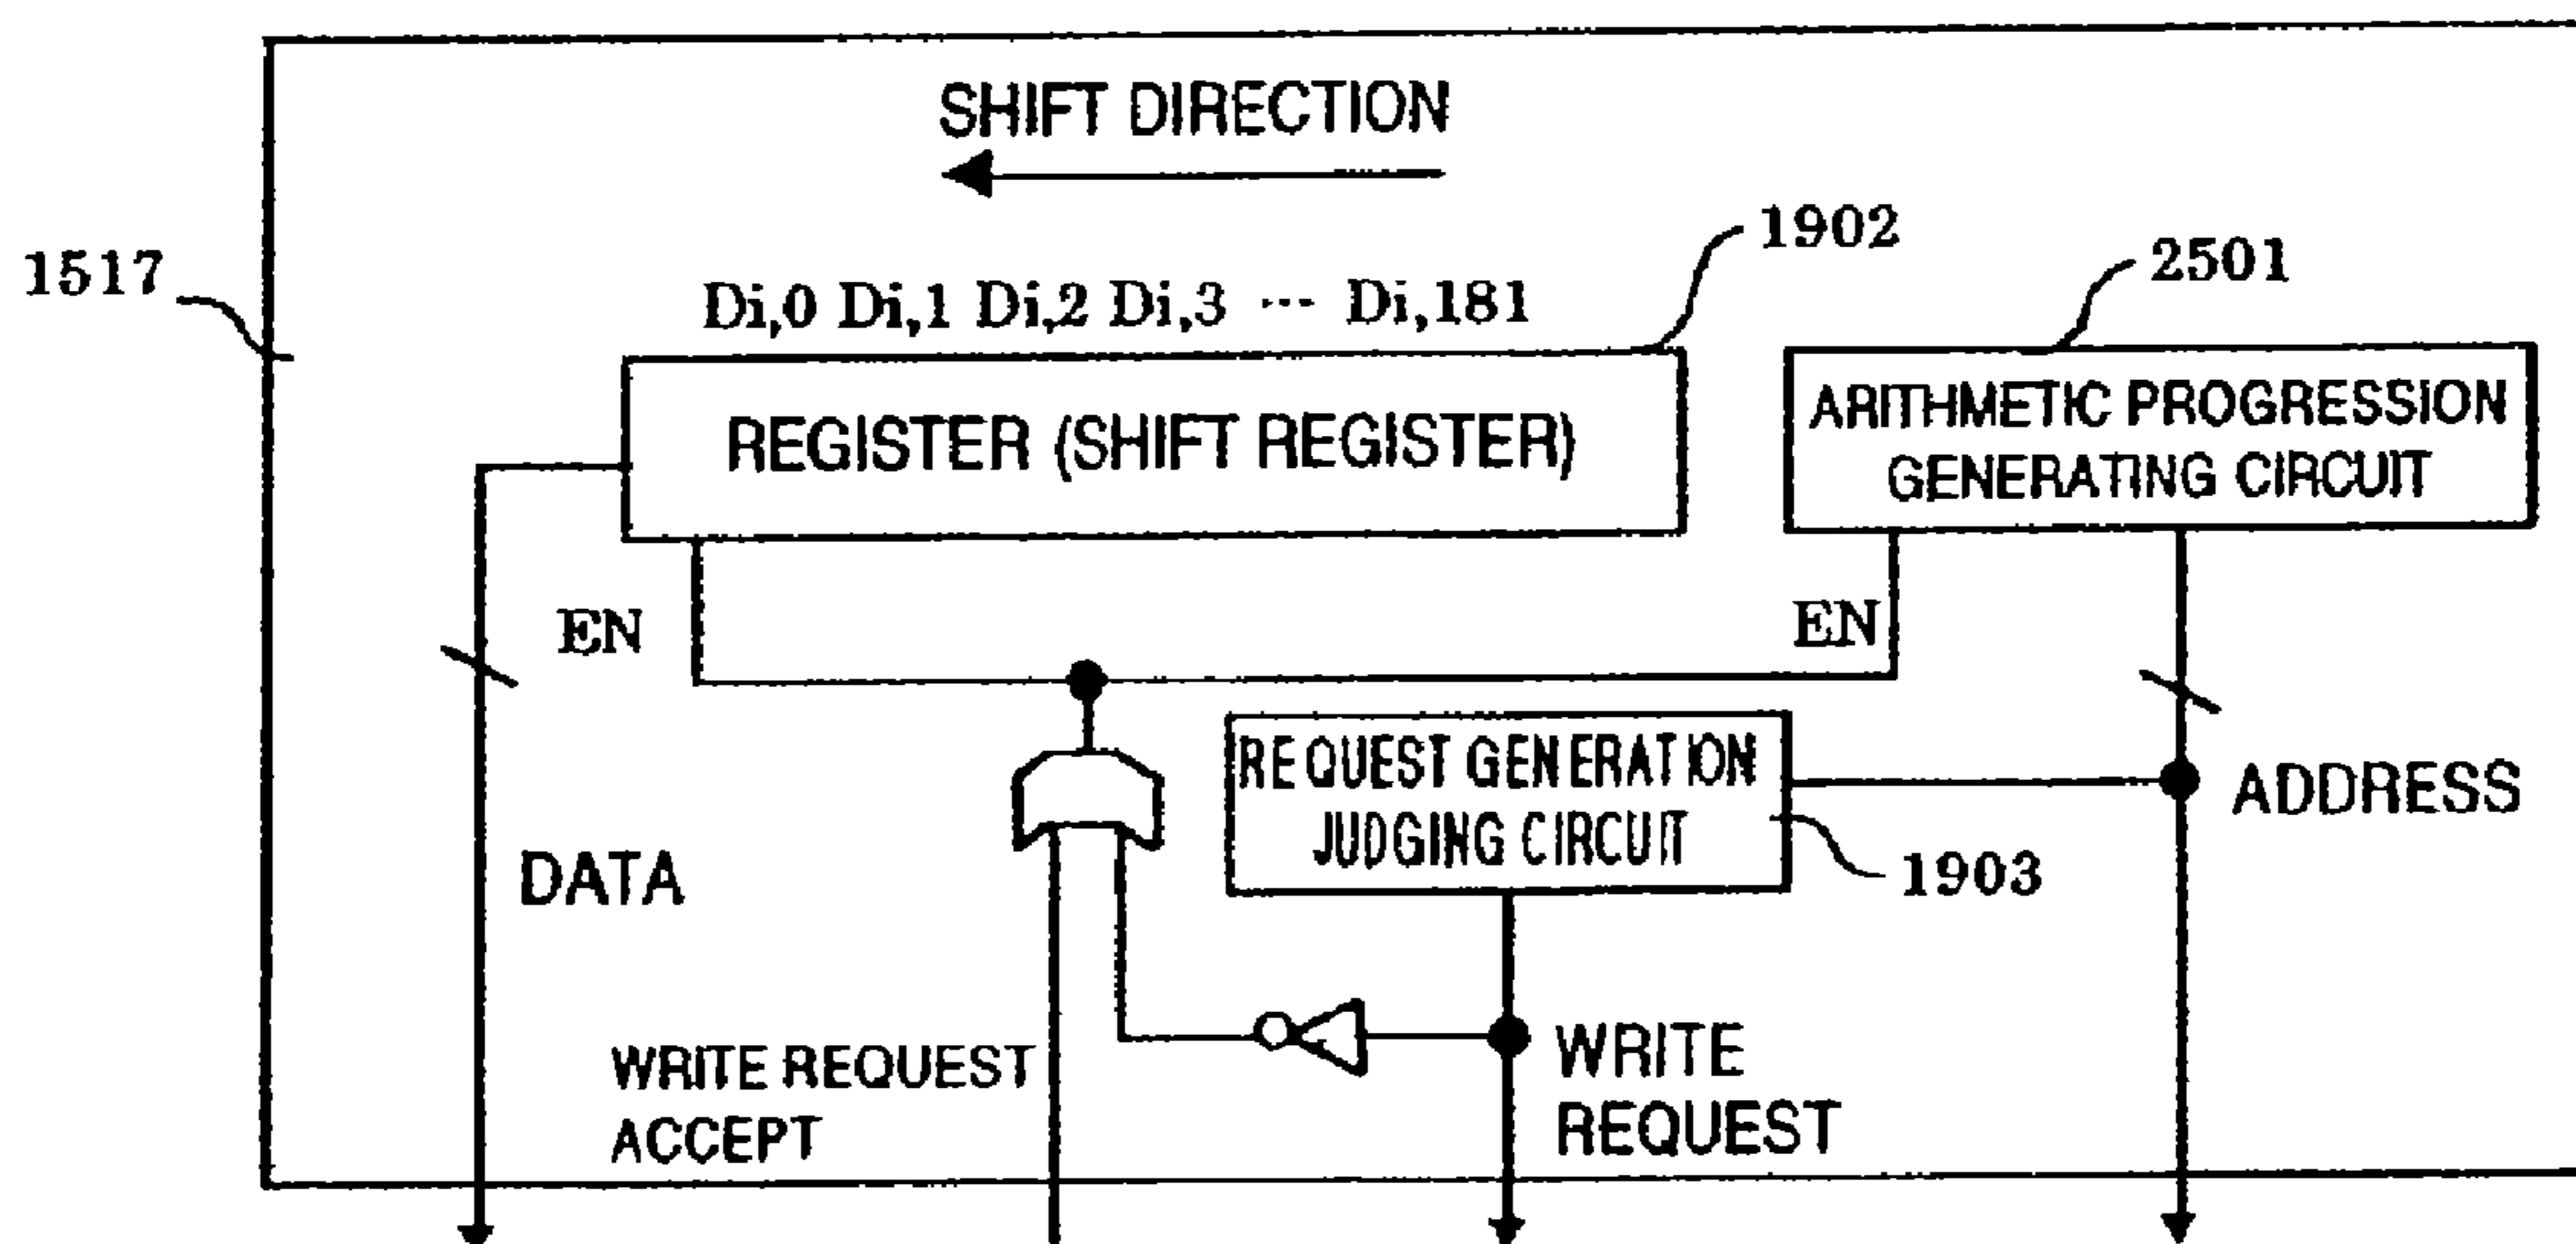 SHIFT DIRECTION
1517
1902
2501
Di,0 Di,1 Di,2 Di,3 ··· Di,181
REGISTER (SHIFT REGISTER)
ARITHMETIC PROGRESSION
GENERATING CIRCUIT
EN
EN
REQUEST GENERATION
JUDGING CIRCUIT
ADDRESS
DATA
1903
WRITE REQUEST
ACCEPT
WRITE
REQUEST